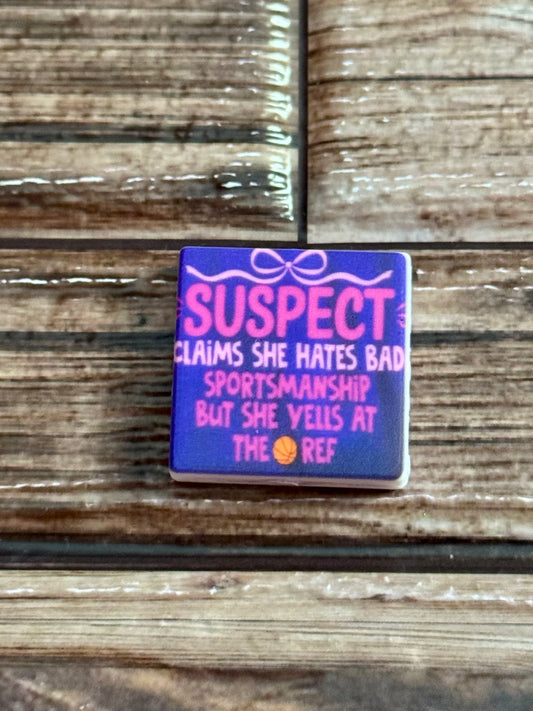 SUSPECT
CLAIMS SHE HATES BAD
SPORTSMANSHIP
BUT SHE YELLS AT
THE REF